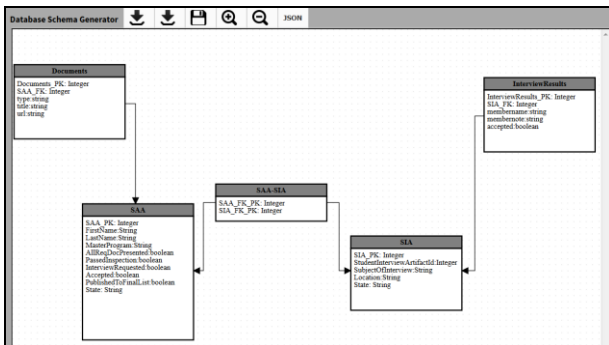 Database Schema Generator
JSON
Documents
Documents_PK: Integer
SAA_FK: Integer
type:string
title:string
url:string
InterviewResults
InterviewResults_PK: Integer
SIA_FK: Integer
membername:string
membernote:string
accepted:boolean
SAA-SIA
SAA_FK_PK: Integer
SIA_FK_PK: Integer
SAA
SAA_PK: Integer
FirstName:String
LastName:String
MasterProgram:String
AllReqDocPresented:boolean
PassedInspection:boolean
InterviewRequested:boolean
Accepted:boolean
PublishedToFinalList:boolean
State: String
SIA
SIA_PK: Integer
StudentInterviewArtifactId:Integer
SubjectOfInterview:String
Location:String
State: String